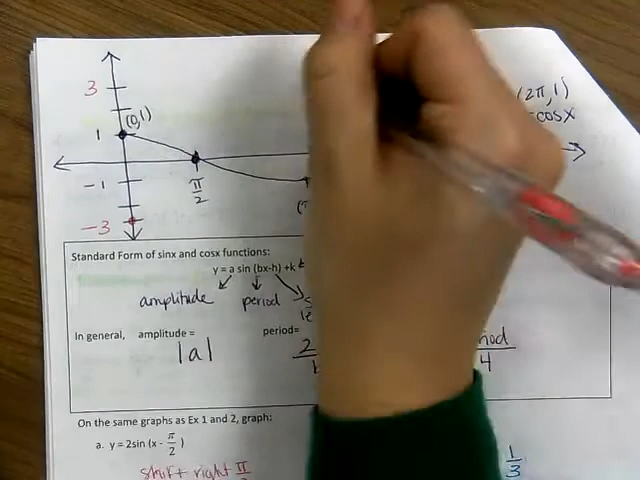 3
(0,1)
1
(2π,1)
cosx
-1
π/2
-3
Standard Form of sinx and cosx functions:
y = a sin (bx-h) +k
amplitude period
In general, amplitude = period=
|a| 2 4
On the same graphs as Ex 1 and 2, graph:
a. y = 2sin (x - π/2)
shift right π 1/3